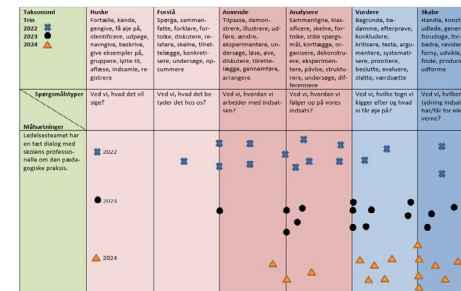 Taksonomi
Trin
2022
2023
2024
Huske
Fortælle, kende,
gengive, få øje på,
identificere, udpege,
navngive, beskrive,
give eksempler på,
gruppere, lytte til,
aflæse, indsamle, re-
gistrere
Forstå
Spørge, sammen-
fatte, forklare, for-
tolke, diskutere, re-
latere, skelne, tilret-
telægge, konkreti-
sere, undersøge, op-
summere
Anvende
Tilpasse, demon-
strere, illustrere, ud-
føre, ændre,
eksperimentere, un-
dersøge, løse, øve,
diskutere, tilrette-
lægge, gennemføre,
arrangere
Analysere
Sammenligne, klas-
sificere, skelne, for-
tolke, stille spørgs-
mål, kortlægge, or-
ganisere, dekonstru-
ere, eksperimen-
tere, påvise, struktu-
rere, undersøge, dif-
ferentiere
Vurdere
Begrunde, be-
dømme, efterprøve,
konkludere,
kritisere, teste, argu-
mentere, systemati-
sere, prioritere,
beslutte, evaluere,
støtte, værdsætte
Skabe
Handle, konst
udlede, gener
forudsige, for
bedre, revider
forny, udvikle,
finde, produce
udforme
Spørgsmålstyper
Målsætninger
Ved vi, hvad det vil
sige?
Ved vi, hvad det be-
tyder det hos os?
Ved vi, hvordan vi
arbejder med indsat-
sen?
Ved vi, hvordan vi
følger op på vores
indsats?
Ved vi, hvilke tegn vi
kigger efter og hvad
vi får øje på?
Ved vi, hvilken
tydning indsat
har/får for ele
verne?
Ledelsesteamet har
en tæt dialog med
skolens professio-
nelle om den pæda-
gogiske praksis.
2022
2023
2024